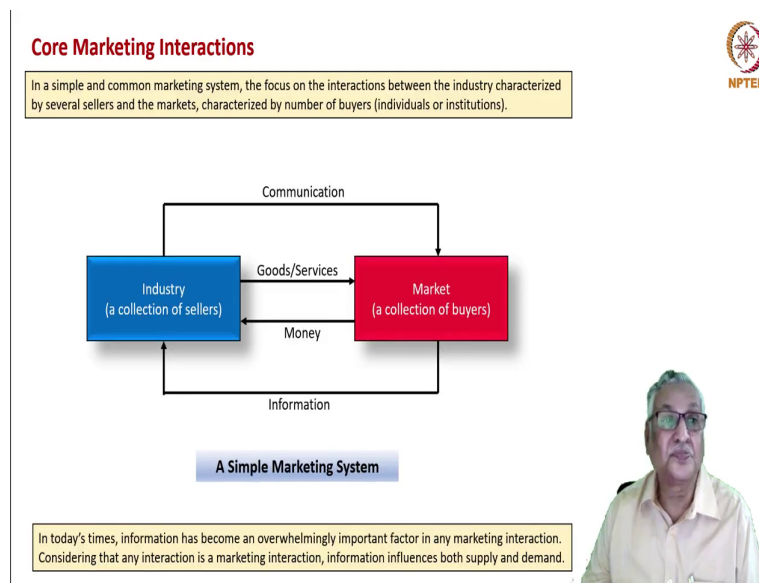 Core Marketing Interactions
NPTEL
In a simple and common marketing system, the focus on the interactions between the industry characterized
by several sellers and the markets, characterized by number of buyers (individuals or institutions).
Communication
Industry
(a collection of sellers)
Goods/Services
Market
(a collection of buyers)
Money
Information
A Simple Marketing System
In today's times, information has become an overwhelmingly important factor in any marketing interaction.
Considering that any interaction is a marketing interaction, information influences both supply and demand.